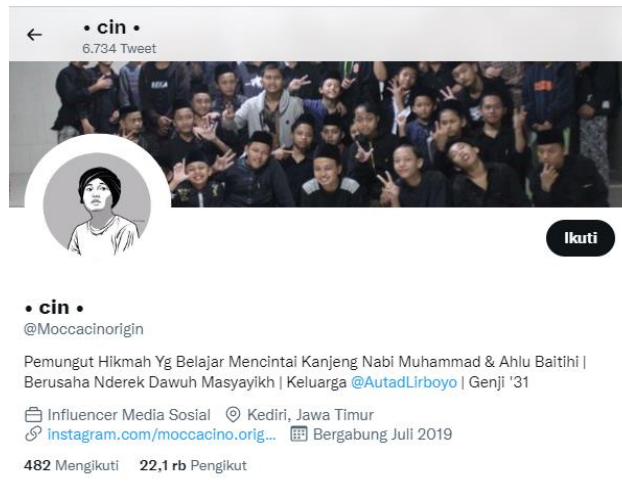 • cin •
6.734 Tweet
Ikuti
• cin •
@Moccacinorigin
Pemungut Hikmah Yg Belajar Mencintai Kanjeng Nabi Muhammad & Ahlu Baitihi |
Berusaha Nderek Dawuh Masyayikh | Keluarga @AutadLirboyo | Genji '31
Influencer Media Sosial Kediri, Jawa Timur
instagram.com/moccacino.orig... Bergabung Juli 2019
482 Mengikuti 22,1 rb Pengikut